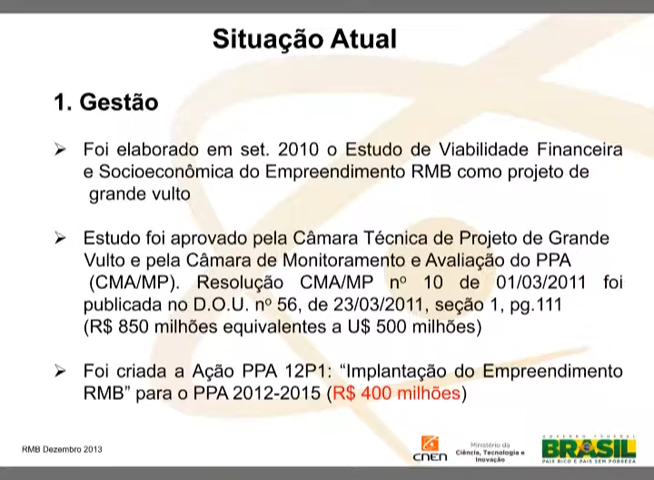 Situação Atual
1. Gestão
➢ Foi elaborado em set. 2010 o Estudo de Viabilidade Financeira
e Socioeconômica do Empreendimento RMB como projeto de
grande vulto
➢ Estudo foi aprovado pela Câmara Técnica de Projeto de Grande
Vulto e pela Câmara de Monitoramento e Avaliação do PPA
(CMA/MP). Resolução CMA/MP nº 10 de 01/03/2011 foi
publicada no D.O.U. nº 56, de 23/03/2011, seção 1, pg.111
(R$ 850 milhões equivalentes a U$ 500 milhões)
➢ Foi criada a Ação PPA 12P1: “Implantação do Empreendimento
RMB” para o PPA 2012-2015 (R$ 400 milhões)
RMB Dezembro 2013
CNEN
Ministério da
Ciência, Tecnologia e
Inovação
GOVERNO FEDERAL
BRASIL
PAÍS RICO É PAÍS SEM POBREZA